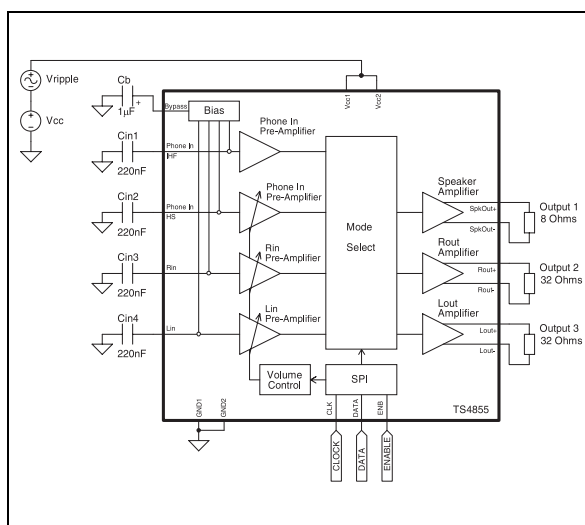 Vripple
Vcc
Cb
1µF
+
Bypass
Bias
Vcc1
Vcc2
Cin1
220nF
Phone In
IHF
Phone In
Pre-Amplifier
Cin2
220nF
Phone In
HS
Phone In
Pre-Amplifier
Cin3
220nF
Rin
Rin
Pre-Amplifier
Cin4
220nF
Lin
Lin
Pre-Amplifier
Mode
Select
Speaker
Amplifier
SpkOut+
SpkOut-
Output 1
8 Ohms
Rout
Amplifier
Rout+
Rout-
Output 2
32 Ohms
Lout
Amplifier
Lout+
Lout-
Output 3
32 Ohms
Volume
Control
SPI
GND1
GND2
CLK
DATA
ENB
TS4855
CLOCK
DATA
ENABLE